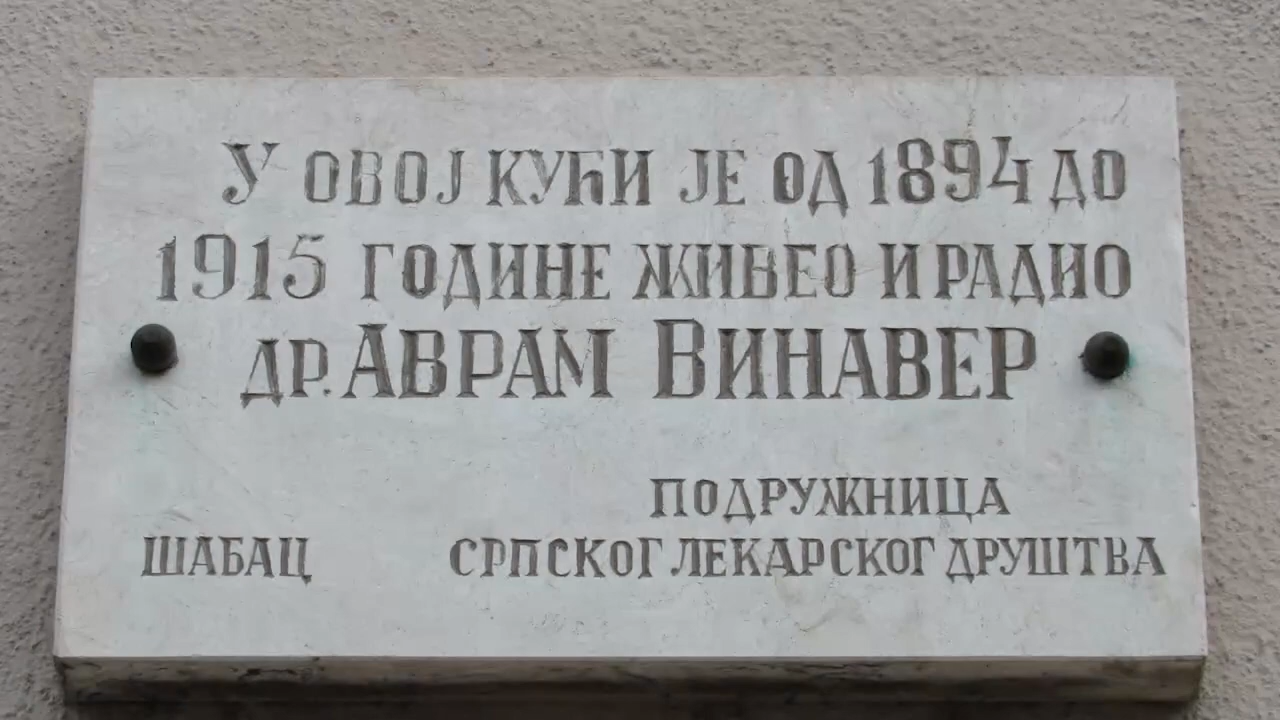 У ОВОЈ КУЋИ ЈЕ ОД 1894 ДО
1915 ГОДИНЕ ЖИВЕО И РАДИО
ДР. АВРАМ ВИНАВЕР
ПОДРУЖНИЦА
ШАБАЦ СРПСКОГ ЛЕКАРСКОГ ДРУШТВА